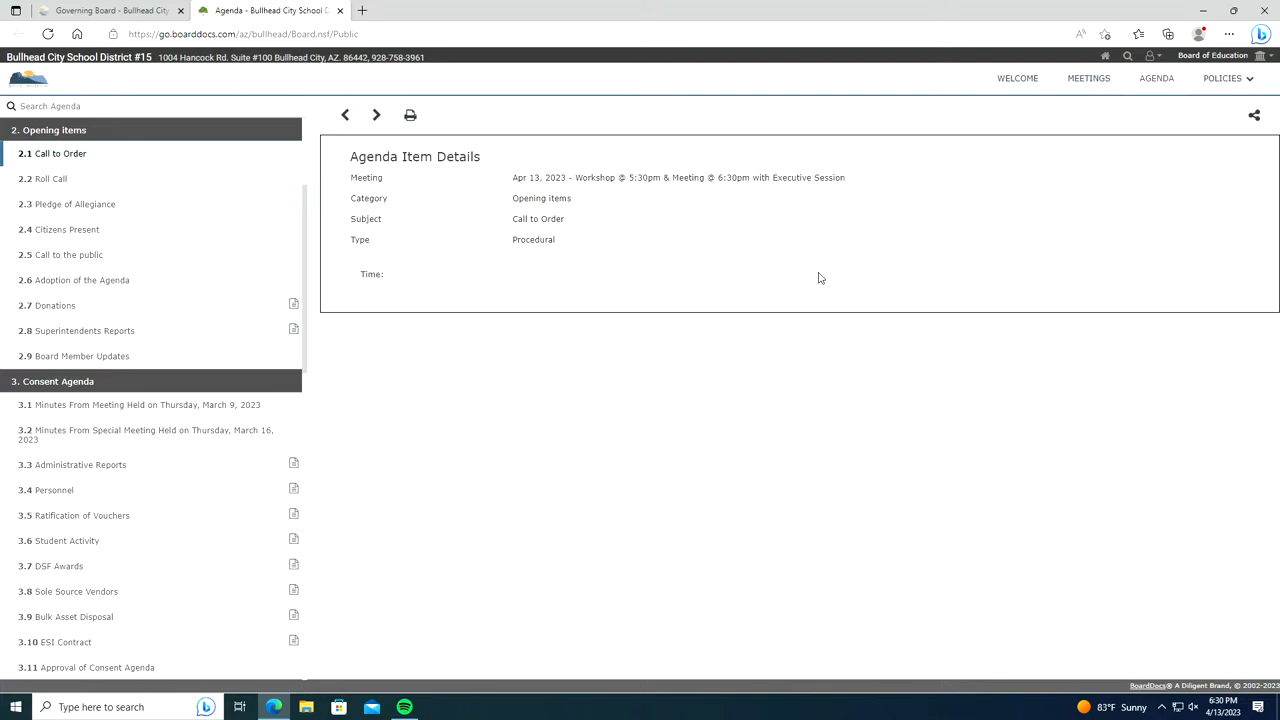 Governing Board - Bullhead City
Agenda - Bullhead City School D
https://go.boarddocs.com/az/bullhead/Board.nsf/Public
Bullhead City School District #15 1004 Hancock Rd. Suite #100 Bullhead City, AZ. 86442, 928-758-3961
Board of Education
WELCOME MEETINGS AGENDA POLICIES
Search Agenda
2. Opening items
2.1 Call to Order
2.2 Roll Call
2.3 Pledge of Allegiance
2.4 Citizens Present
2.5 Call to the public
2.6 Adoption of the Agenda
2.7 Donations
2.8 Superintendents Reports
2.9 Board Member Updates
3. Consent Agenda
3.1 Minutes From Meeting Held on Thursday, March 9, 2023
3.2 Minutes From Special Meeting Held on Thursday, March 16,
2023
3.3 Administrative Reports
3.4 Personnel
3.5 Ratification of Vouchers
3.6 Student Activity
3.7 DSF Awards
3.8 Sole Source Vendors
3.9 Bulk Asset Disposal
3.10 ESI Contract
3.11 Approval of Consent Agenda
Agenda Item Details
Meeting Apr 13, 2023 - Workshop @ 5:30pm & Meeting @ 6:30pm with Executive Session
Category Opening items
Subject Call to Order
Type Procedural
Time:
BoardDocs® A Diligent Brand, © 2002-2023
Type here to search
83°F Sunny
6:30 PM
4/13/2023